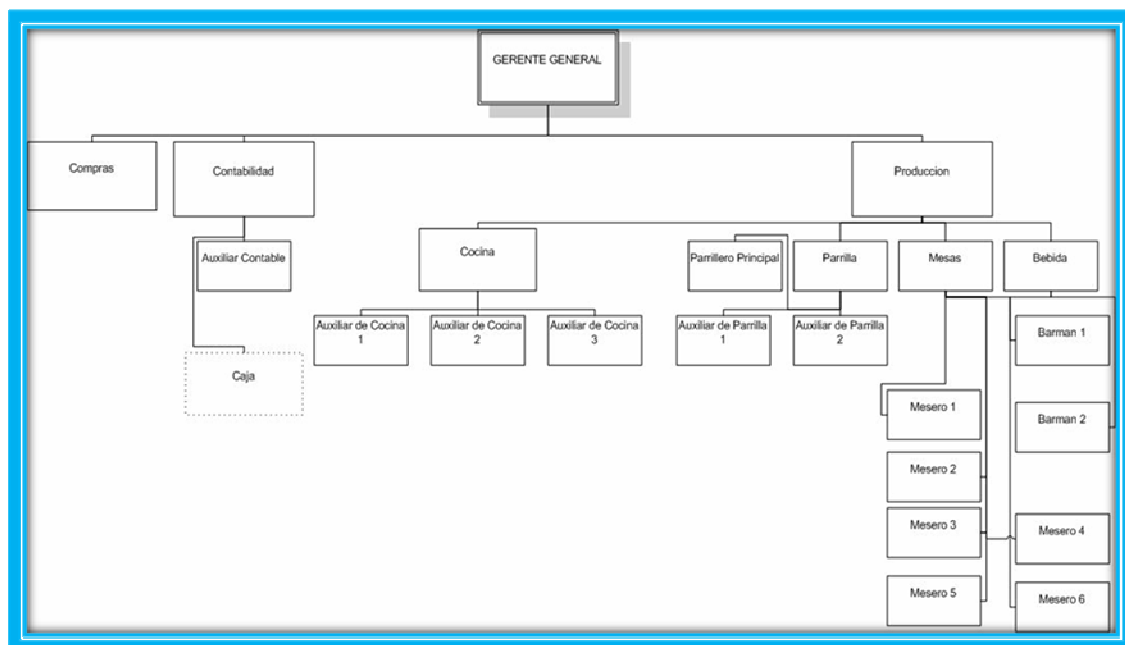 GERENTE GENERAL
Compras
Contabilidad
Produccion
Auxiliar Contable
Cocina
Parrillero Principal
Parrilla
Mesas
Bebida
Auxiliar de Cocina
1
Auxiliar de Cocina
2
Auxiliar de Cocina
3
Auxiliar de Parrilla
1
Auxiliar de Parrilla
2
Barman 1
Caja
Mesero 1
Barman 2
Mesero 2
Mesero 3
Mesero 4
Mesero 5
Mesero 6